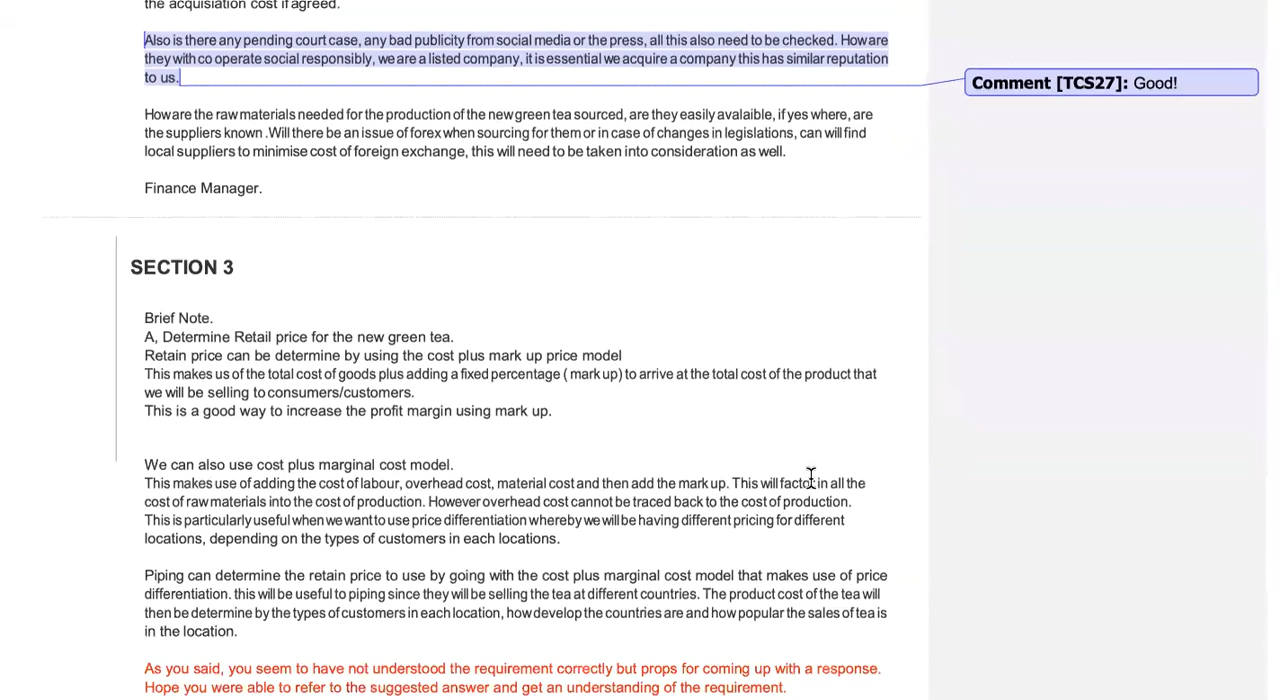 the acquisiation cost if agreed.
Also is there any pending court case, any bad publicity from social media or the press, all this also need to be checked. How are
they with co operate social responsibly, we are a listed company, it is essential we acquire a company this has similar reputation
to us.
Comment [TCS27]: Good!
How are the raw materials needed for the production of the new green tea sourced, are they easily avalaible, if yes where, are
the suppliers known .Will there be an issue of forex when sourcing for them or in case of changes in legislations, can will find
local suppliers to minimise cost of foreign exchange, this will need to be taken into consideration as well.
Finance Manager.
SECTION 3
Brief Note.
A, Determine Retail price for the new green tea.
Retain price can be determine by using the cost plus mark up price model
This makes us of the total cost of goods plus adding a fixed percentage ( mark up) to arrive at the total cost of the product that
we will be selling to consumers/customers.
This is a good way to increase the profit margin using mark up.
We can also use cost plus marginal cost model.
This makes use of adding the cost of labour, overhead cost, material cost and then add the mark up. This will factor in all the
cost of raw materials into the cost of production. However overhead cost cannot be traced back to the cost of production.
This is particularly useful when we want to use price differentiation whereby we will be having different pricing for different
locations, depending on the types of customers in each locations.
Piping can determine the retain price to use by going with the cost plus marginal cost model that makes use of price
differentiation. this will be useful to piping since they will be selling the tea at different countries. The product cost of the tea will
then be determine by the types of customers in each location, how develop the countries are and how popular the sales of tea is
in the location.
As you said, you seem to have not understood the requirement correctly but props for coming up with a response.
Hope you were able to refer to the suggested answer and get an understanding of the requirement.